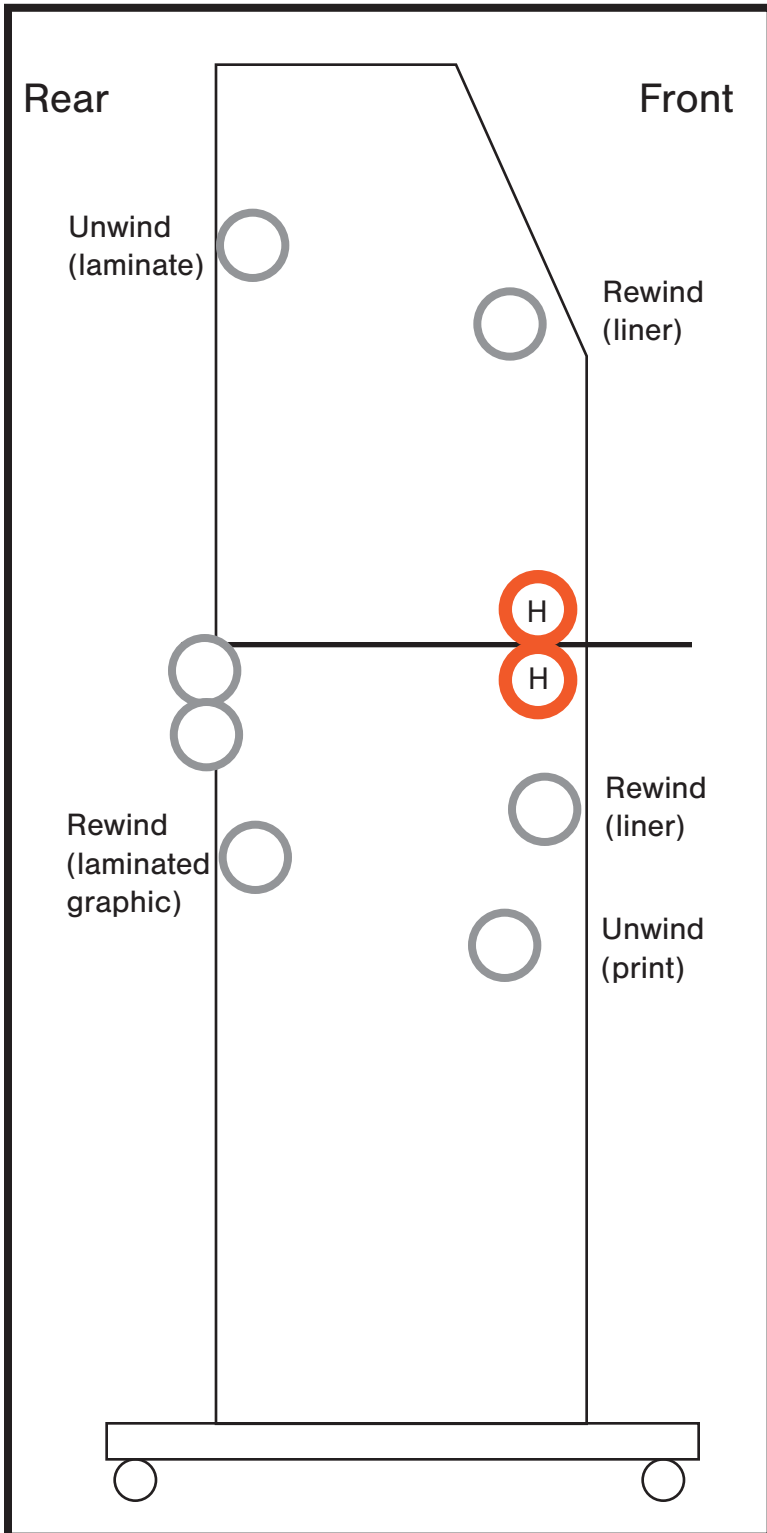 Rear
Front
Unwind
(laminate)
Rewind
(liner)
H
H
Rewind
(liner)
Rewind
(laminated
graphic)
Unwind
(print)